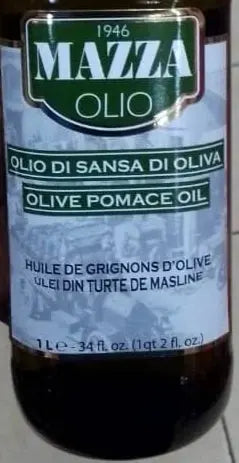 1946
MAZZA
OLIO
OLIO DI SANSA DI OLIVA
OLIVE POMACE OIL
HUILE DE GRIGNONS D'OLIVE
ULEI DIN TURTE DE MASLINE
1 L e - 34 fl. oz. (1qt 2 fl. oz.)